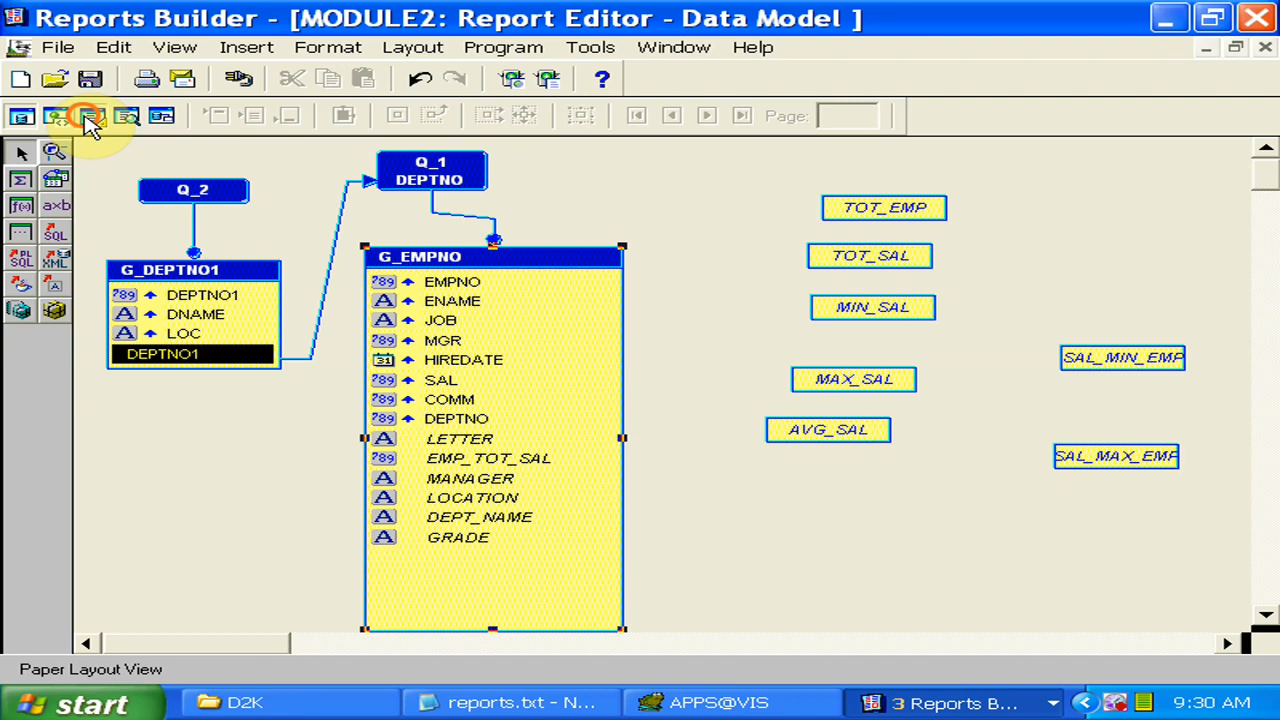 Reports Builder - [MODULE2: Report Editor - Data Model ]
File Edit View Insert Format Layout Program Tools Window Help
Page:
Q_1
DEPTNO
Q_2
G_DEPTNO1
DEPTNO1
DNAME
LOC
DEPTNO1
G_EMPNO
EMPNO
ENAME
JOB
MGR
HIREDATE
SAL
COMM
DEPTNO
LETTER
EMP_TOT_SAL
MANAGER
LOCATION
DEPT_NAME
GRADE
TOT_EMP
TOT_SAL
MIN_SAL
MAX_SAL
AVG_SAL
SAL_MIN_EMP
SAL_MAX_EMP
Paper Layout View
start D2K reports.txt - N... APPS@VIS 3 Reports B... 9:30 AM